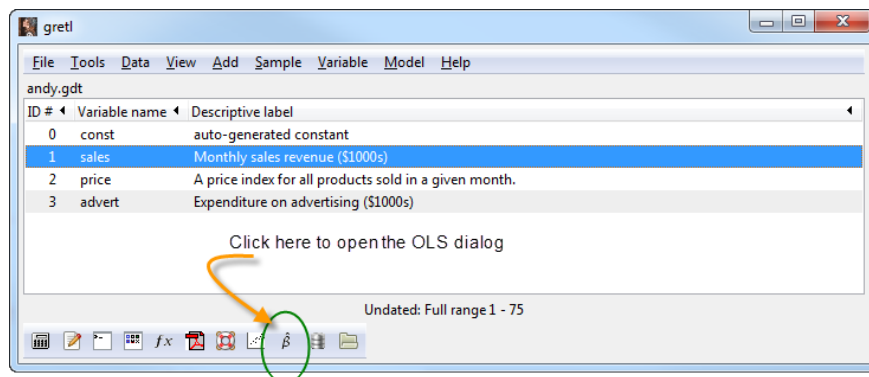 gretl
File Tools Data View Add Sample Variable Model Help
andy.gdt
ID # Variable name Descriptive label
0 const auto-generated constant
1 sales Monthly sales revenue ($1000s)
2 price A price index for all products sold in a given month.
3 advert Expenditure on advertising ($1000s)
Click here to open the OLS dialog
Undated: Full range 1 - 75
fx β̂